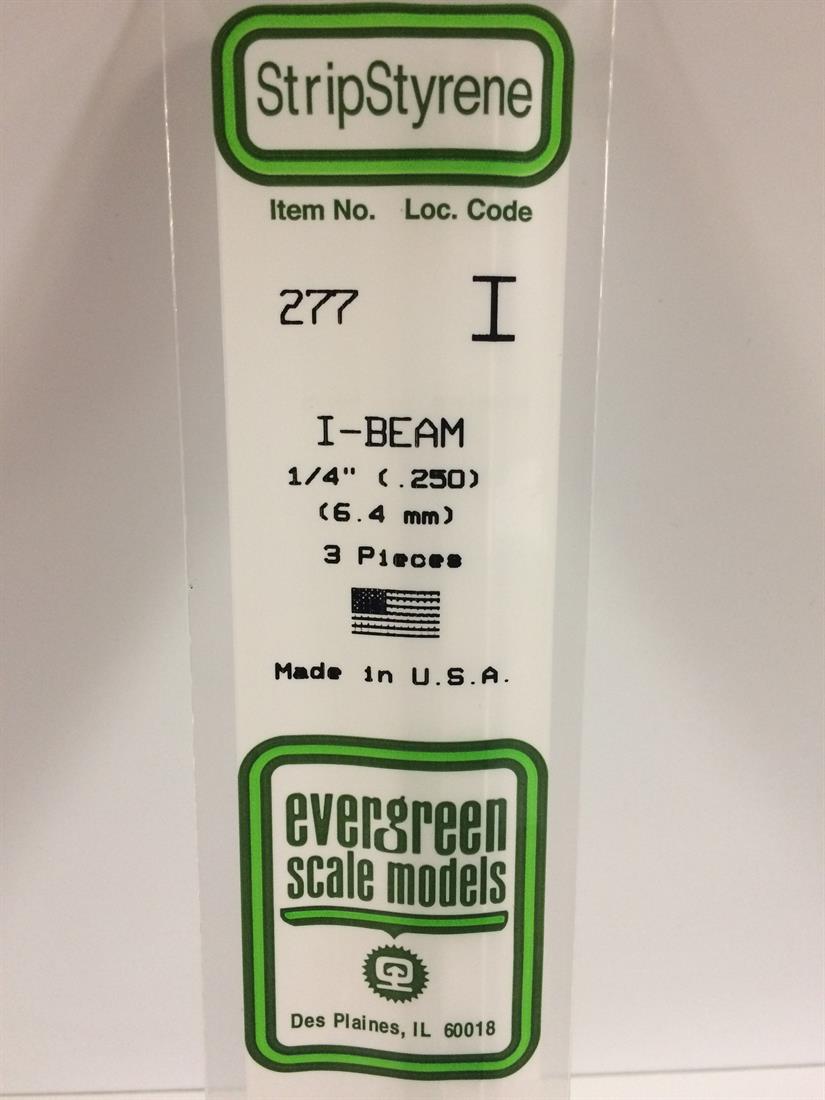 StripStyrene
Item No. Loc. Code
277 I
I-BEAM
1/4" (.250)
(6.4 mm)
3 Pieces
Made in U.S.A.
evergreen
scale models
Des Plaines, IL 60018